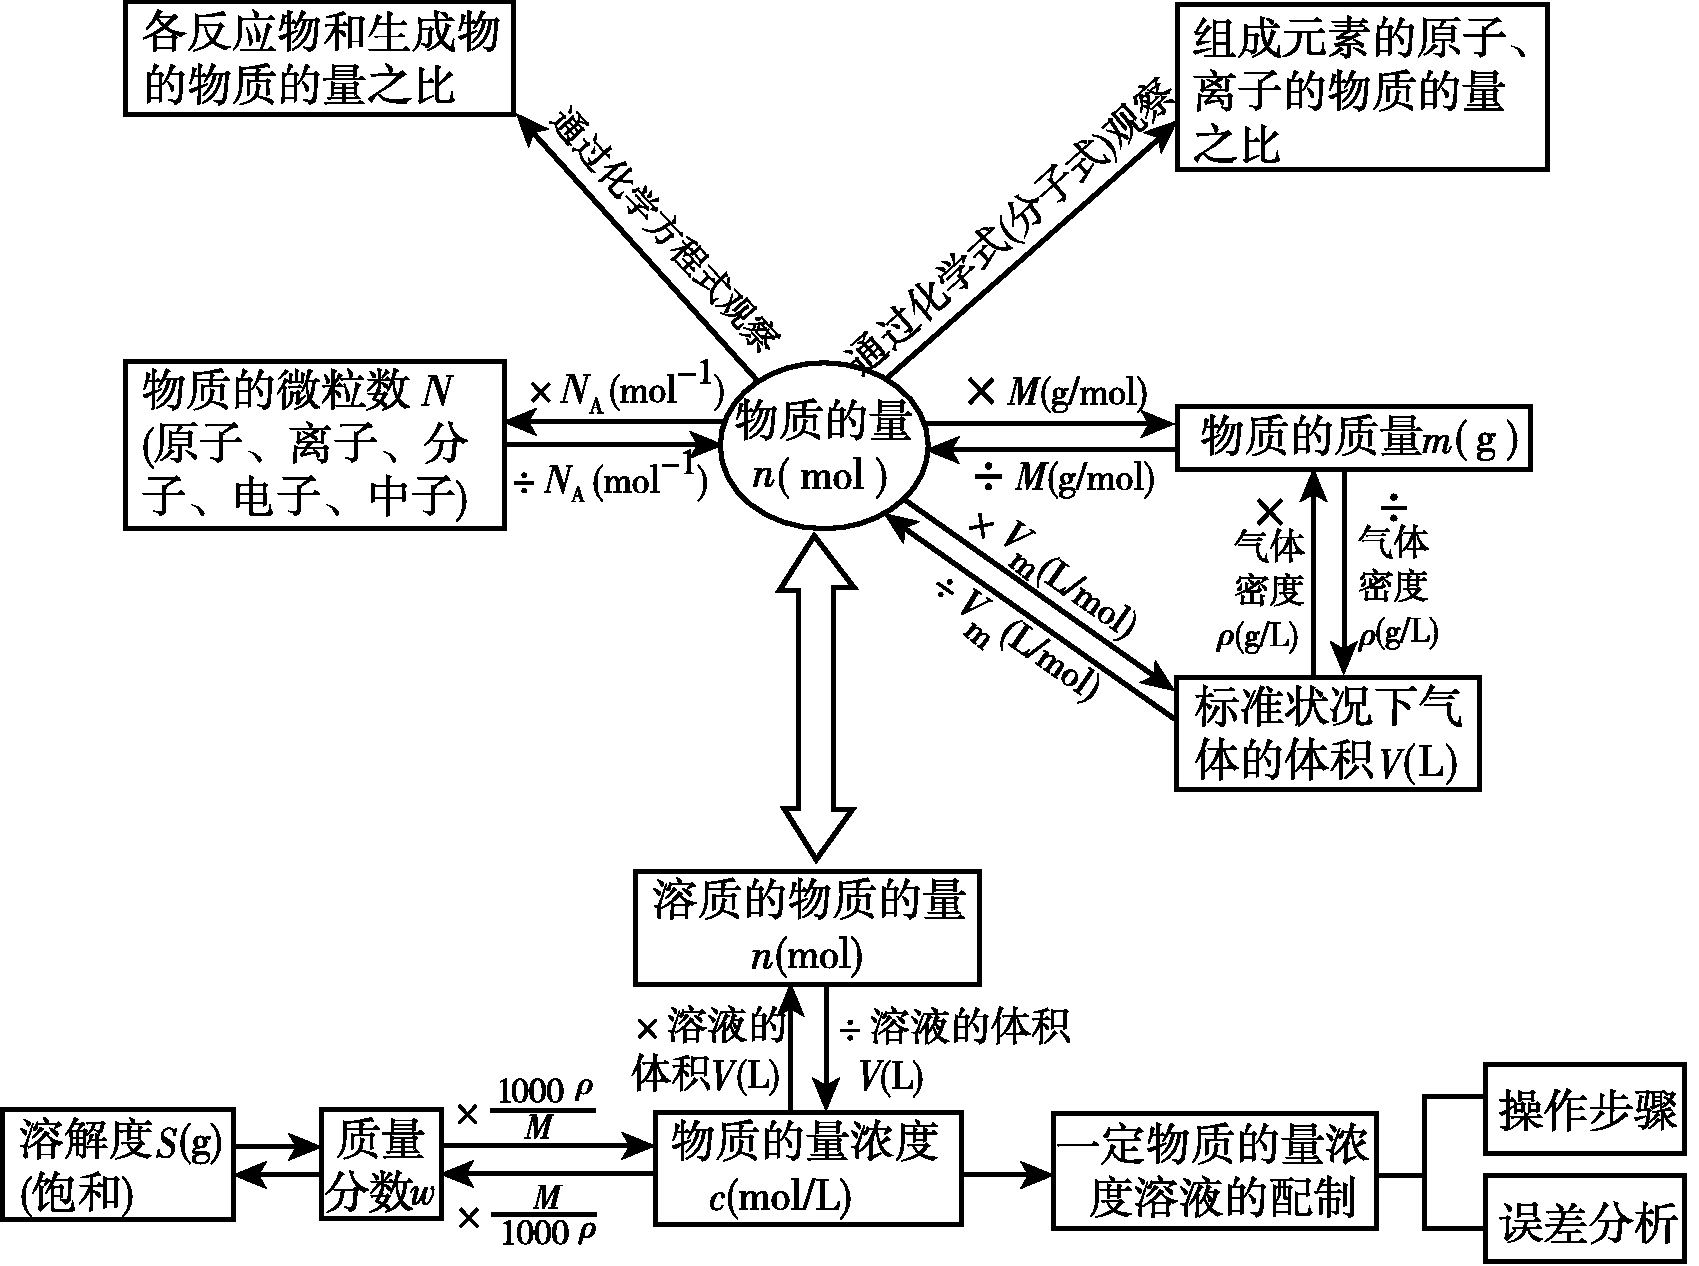 各反应物和生成物
的物质的量之比
组成元素的原子、
离子的物质的量
之比
通过化学方程式观察
通过化学式(分子式)观察
物质的微粒数 N
(原子、离子、分
子、电子、中子)
× N_A (mol⁻¹)
÷ N_A (mol⁻¹)
物质的量
n( mol )
× M(g/mol)
÷ M(g/mol)
物质的质量m( g )
× V_m(L/mol)
÷ V_m(L/mol)
×
气体
密度
ρ(g/L)
÷
气体
密度
ρ(g/L)
标准状况下气
体的体积 V(L)
溶质的物质的量
n(mol)
× 溶液的
体积V(L)
÷ 溶液的体积
V(L)
溶解度S(g)
(饱和)
质量
分数w
× 1000 ρ / M
× M / 1000 ρ
物质的量浓度
c(mol/L)
一定物质的量浓
度溶液的配制
操作步骤
误差分析